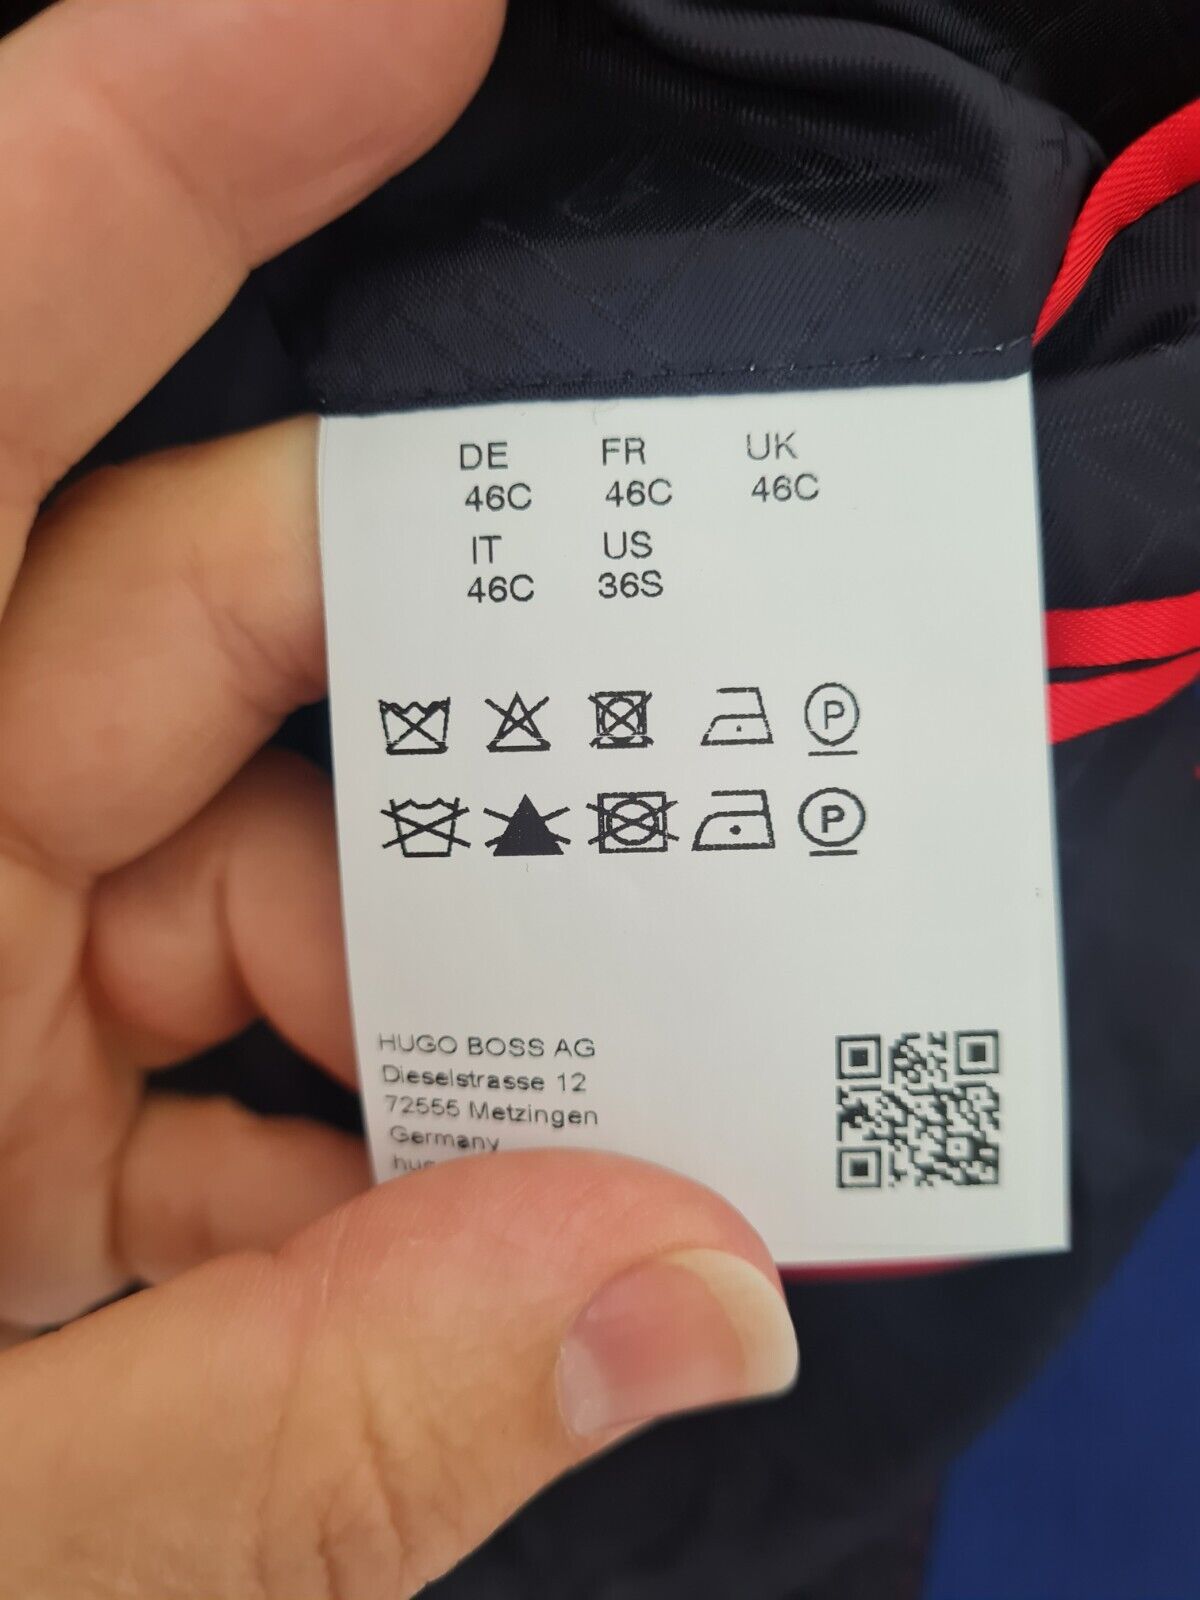 DE FR UK
46C 46C 46C
IT US
46C 36S
P
P
HUGO BOSS AG
Dieselstrasse 12
72555 Metzingen
Germany